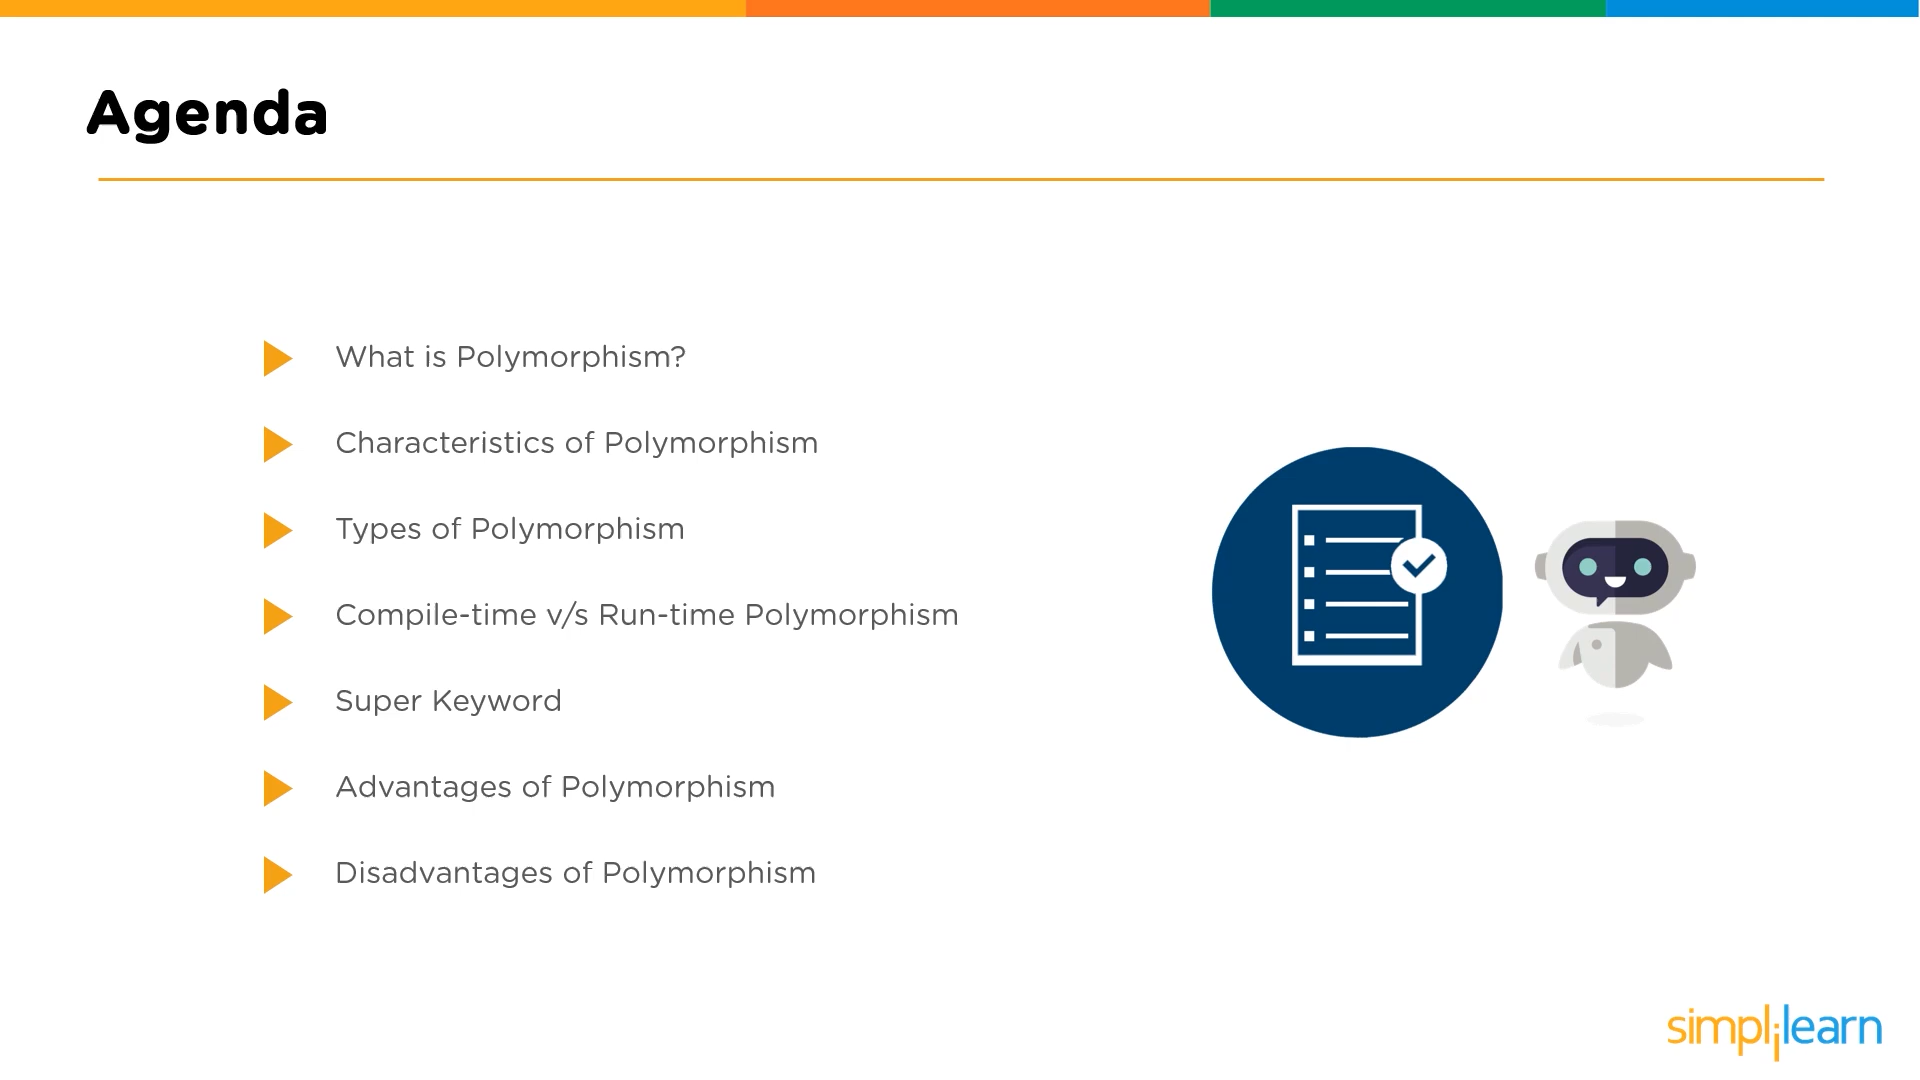 Agenda
What is Polymorphism?
Characteristics of Polymorphism
Types of Polymorphism
Compile-time v/s Run-time Polymorphism
Super Keyword
Advantages of Polymorphism
Disadvantages of Polymorphism
simplilearn